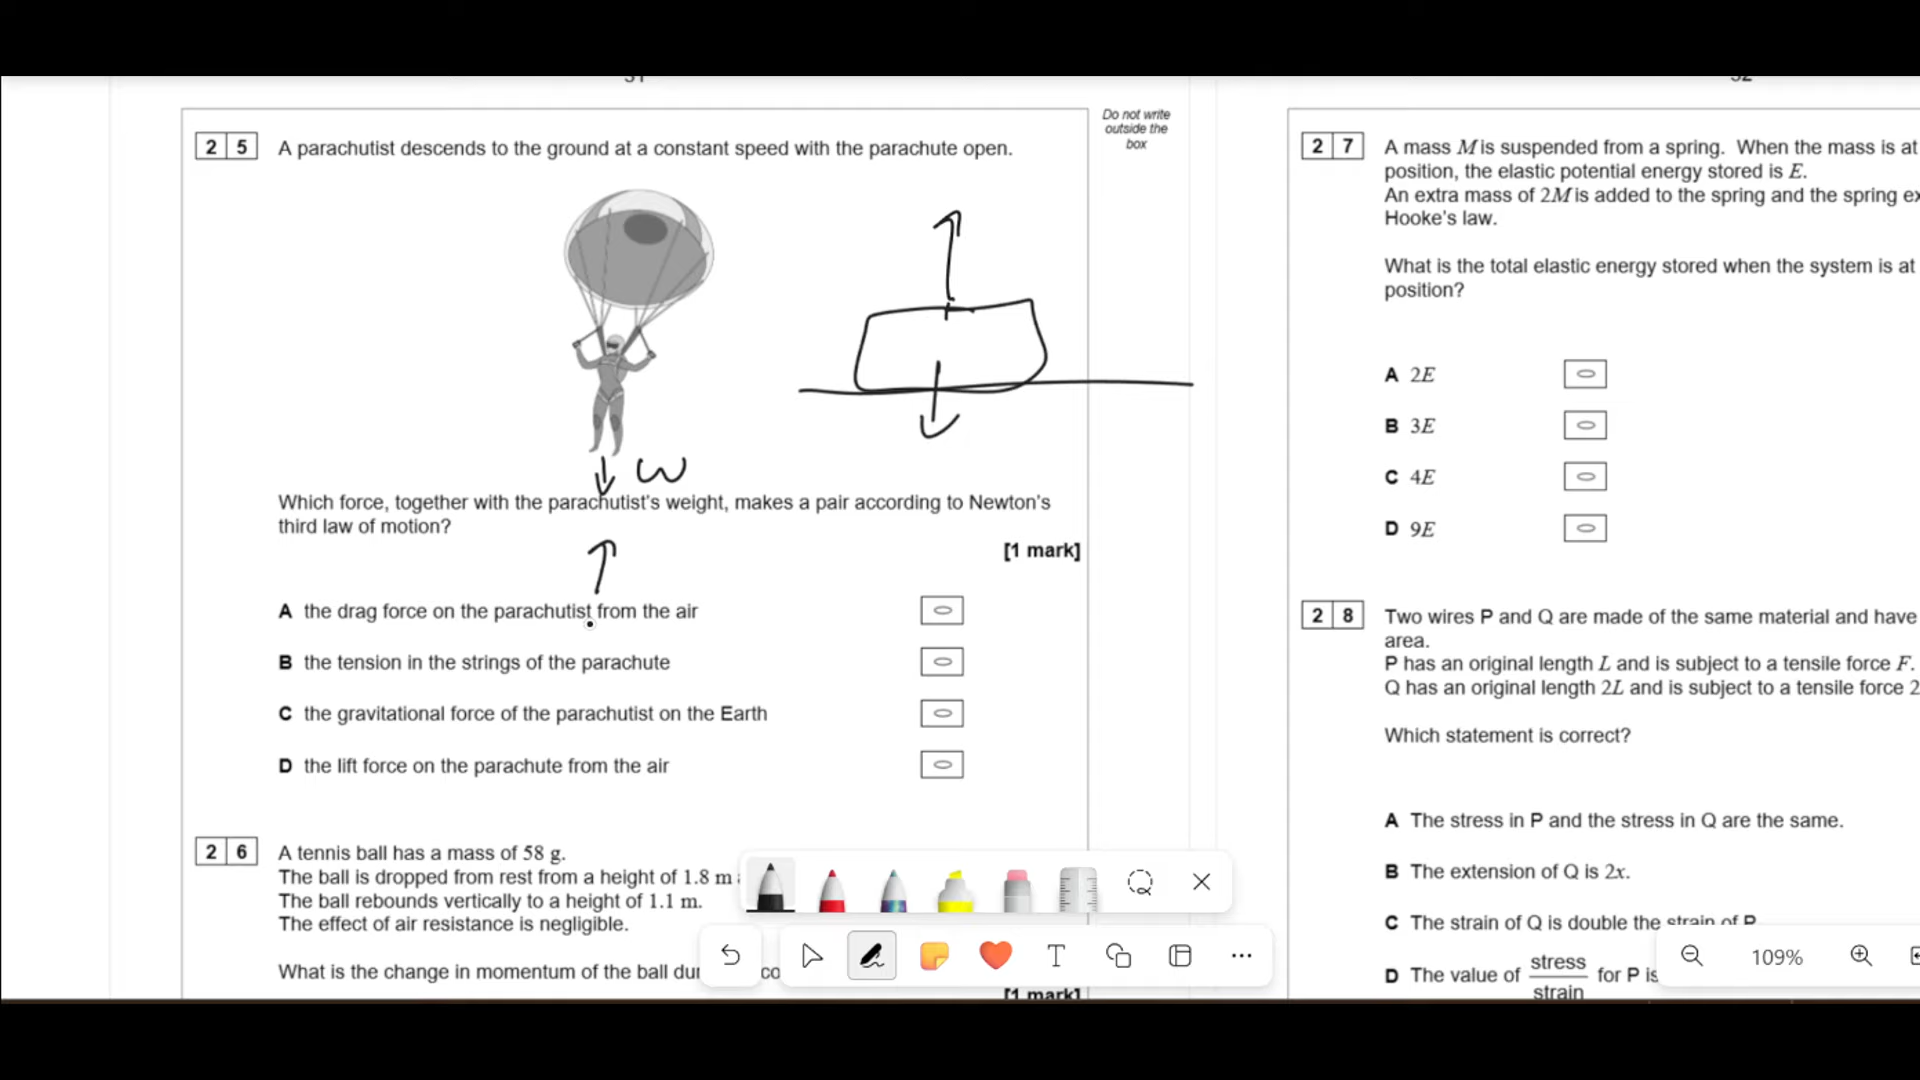 Do not write
outside the
box
2 5 A parachutist descends to the ground at a constant speed with the parachute open.
W
Which force, together with the parachutist's weight, makes a pair according to Newton's
third law of motion?
[1 mark]
A the drag force on the parachutist from the air
B the tension in the strings of the parachute
C the gravitational force of the parachutist on the Earth
D the lift force on the parachute from the air
2 6 A tennis ball has a mass of 58 g.
The ball is dropped from rest from a height of 1.8 m
The ball rebounds vertically to a height of 1.1 m.
The effect of air resistance is negligible.
What is the change in momentum of the ball
[1 mark]
2 7 A mass M is suspended from a spring. When the mass is at
position, the elastic potential energy stored is E.
An extra mass of 2M is added to the spring and the spring
Hooke's law.
What is the total elastic energy stored when the system is at
position?
A 2E
B 3E
C 4E
D 9E
2 8 Two wires P and Q are made of the same material and have
area.
P has an original length L and is subject to a tensile force F.
Q has an original length 2L and is subject to a tensile force 2
Which statement is correct?
A The stress in P and the stress in Q are the same.
B The extension of Q is 2x.
C The strain of Q is double the strain of P
D The value of stress/strain for P is
109%